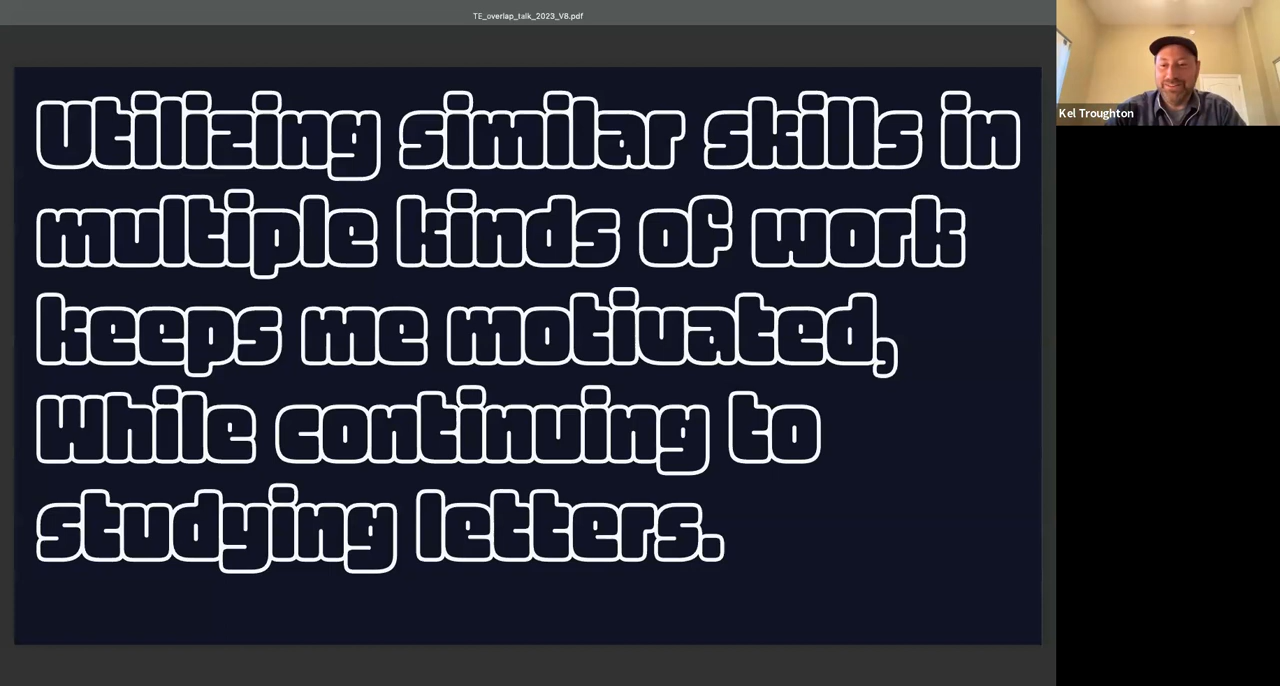 TE_overlap_talk_2023_V8.pdf
Utilizing similar skills in
multiple kinds of work
keeps me motivated,
While continuing to
studying letters.
Kel Troughton